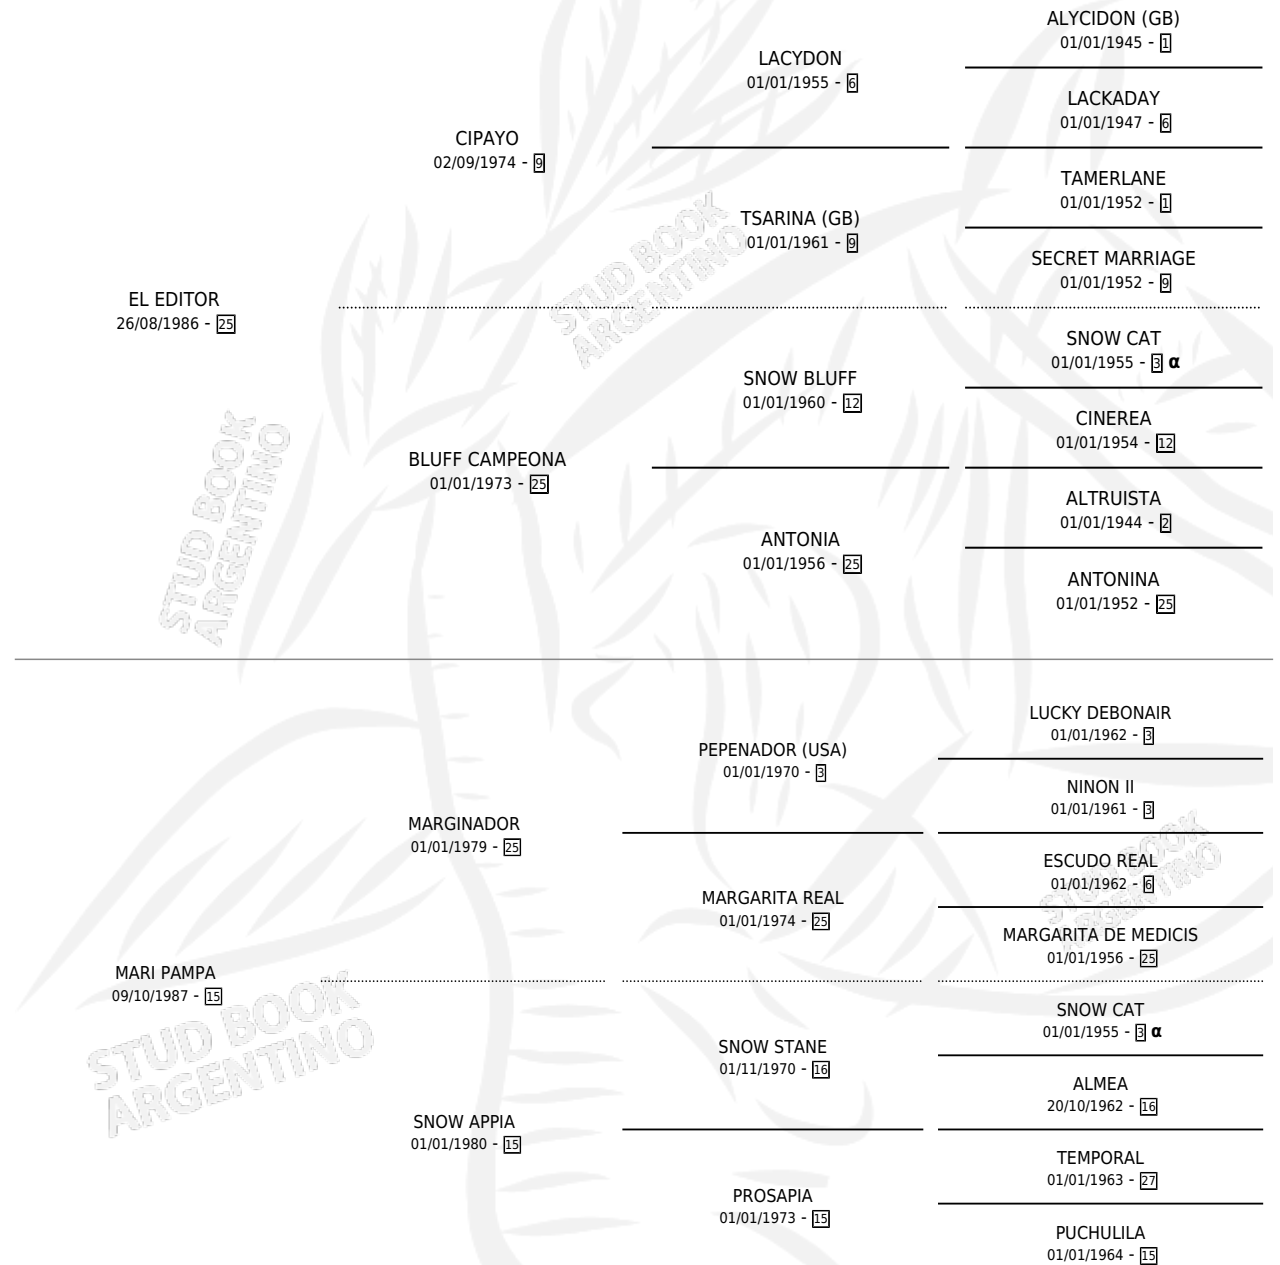 ALYCIDON (GB)
01/01/1945 - 1
LACYDON
01/01/1955 - 6
LACKADAY
01/01/1947 - 6
CIPAYO
02/09/1974 - 9
TAMERLANE
01/01/1952 - 1
TSARINA (GB)
01/01/1961 - 9
SECRET MARRIAGE
01/01/1952 - 9
EL EDITOR
26/08/1986 - 25
SNOW CAT
01/01/1955 - 3 α
SNOW BLUFF
01/01/1960 - 12
CINEREA
01/01/1954 - 12
BLUFF CAMPEONA
01/01/1973 - 25
ALTRUISTA
01/01/1944 - 2
ANTONIA
01/01/1956 - 25
ANTONINA
01/01/1952 - 25
STUD BOOK
ARGENTINO
STUD BOOK
ARGENTINO
LUCKY DEBONAIR
01/01/1962 - 3
PEPENADOR (USA)
01/01/1970 - 3
NINON II
01/01/1961 - 3
MARGINADOR
01/01/1979 - 25
ESCUDO REAL
01/01/1962 - 6
MARGARITA REAL
01/01/1974 - 25
MARGARITA DE MEDICIS
01/01/1956 - 25
MARI PAMPA
09/10/1987 - 15
SNOW CAT
01/01/1955 - 3 α
SNOW STANE
01/11/1970 - 16
ALMEA
20/10/1962 - 16
SNOW APPIA
01/01/1980 - 15
TEMPORAL
01/01/1963 - 27
PROSAPIA
01/01/1973 - 15
PUCHULILA
01/01/1964 - 15
STUD BOOK
ARGENTINO
STUD BOOK
ARGENTINO